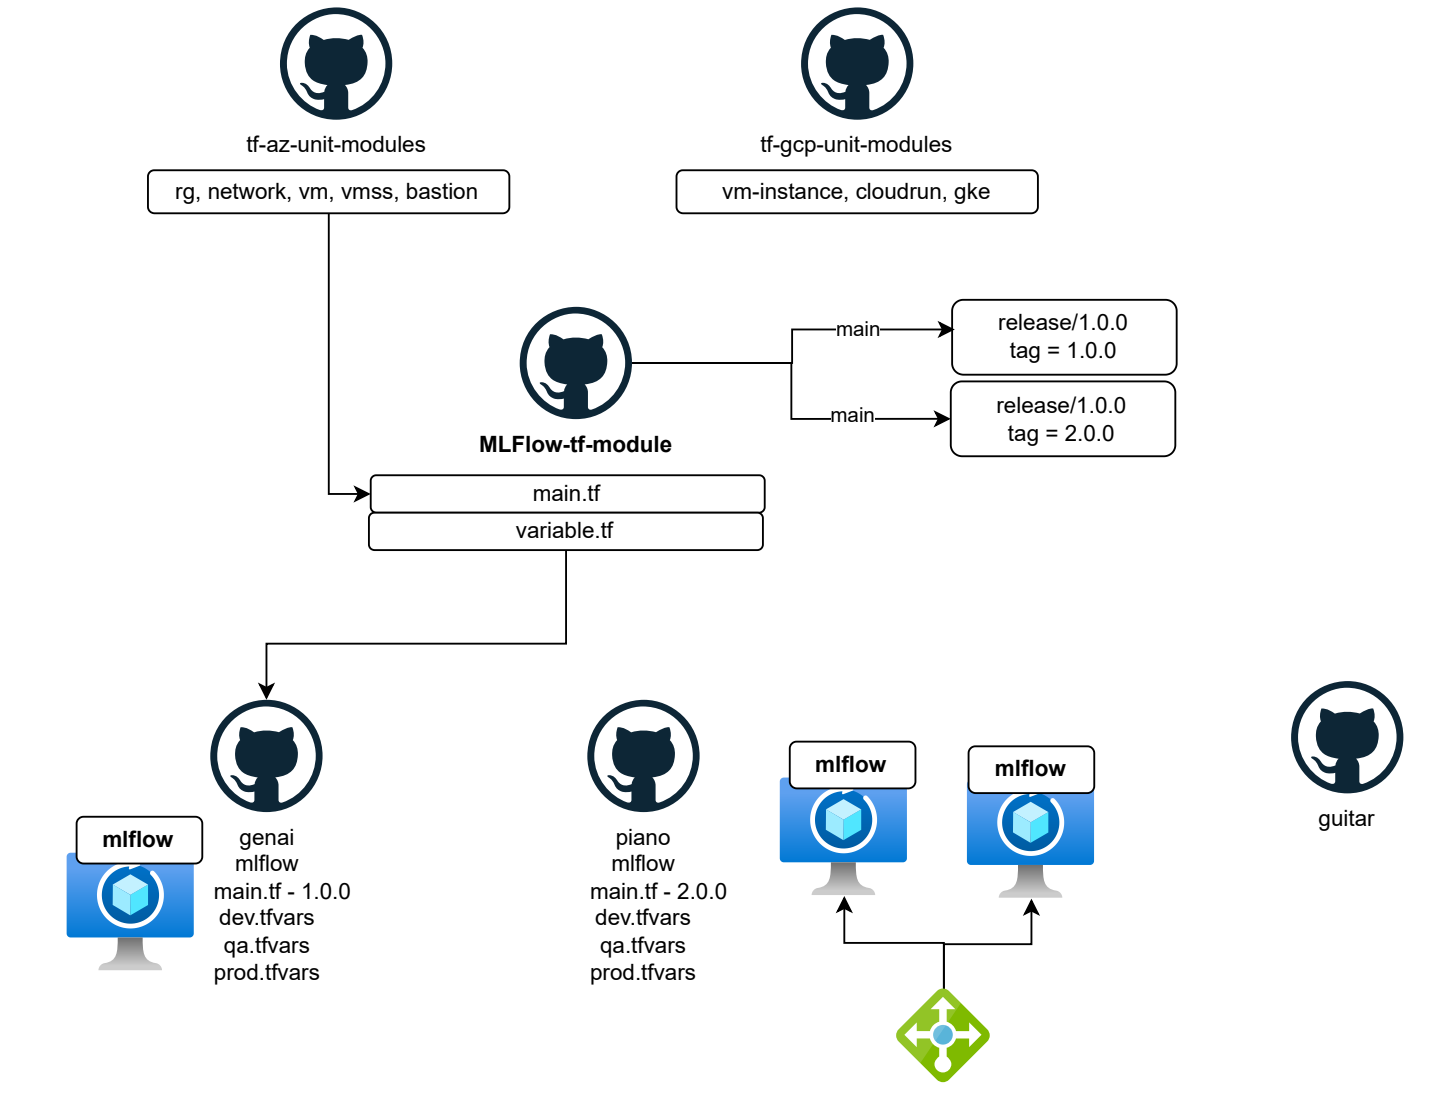 tf-az-unit-modules
tf-gcp-unit-modules
rg, network, vm, vmss, bastion
vm-instance, cloudrun, gke
main
release/1.0.0
tag = 1.0.0
main
release/1.0.0
tag = 2.0.0
MLFlow-tf-module
main.tf
variable.tf
mlflow
genai
mlflow
main.tf - 1.0.0
dev.tfvars
qa.tfvars
prod.tfvars
piano
mlflow
main.tf - 2.0.0
dev.tfvars
qa.tfvars
prod.tfvars
mlflow
mlflow
guitar